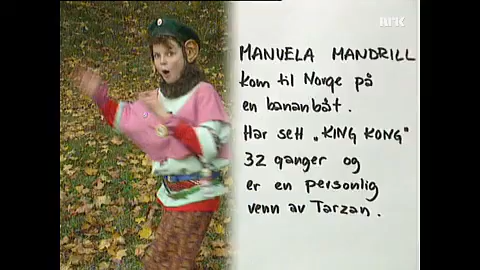 nrk
MANUELA MANDRILL
kom til Norge på
en bananbåt.
Har sett „KING KONG"
32 ganger og
er en personlig
venn av Tarzan.